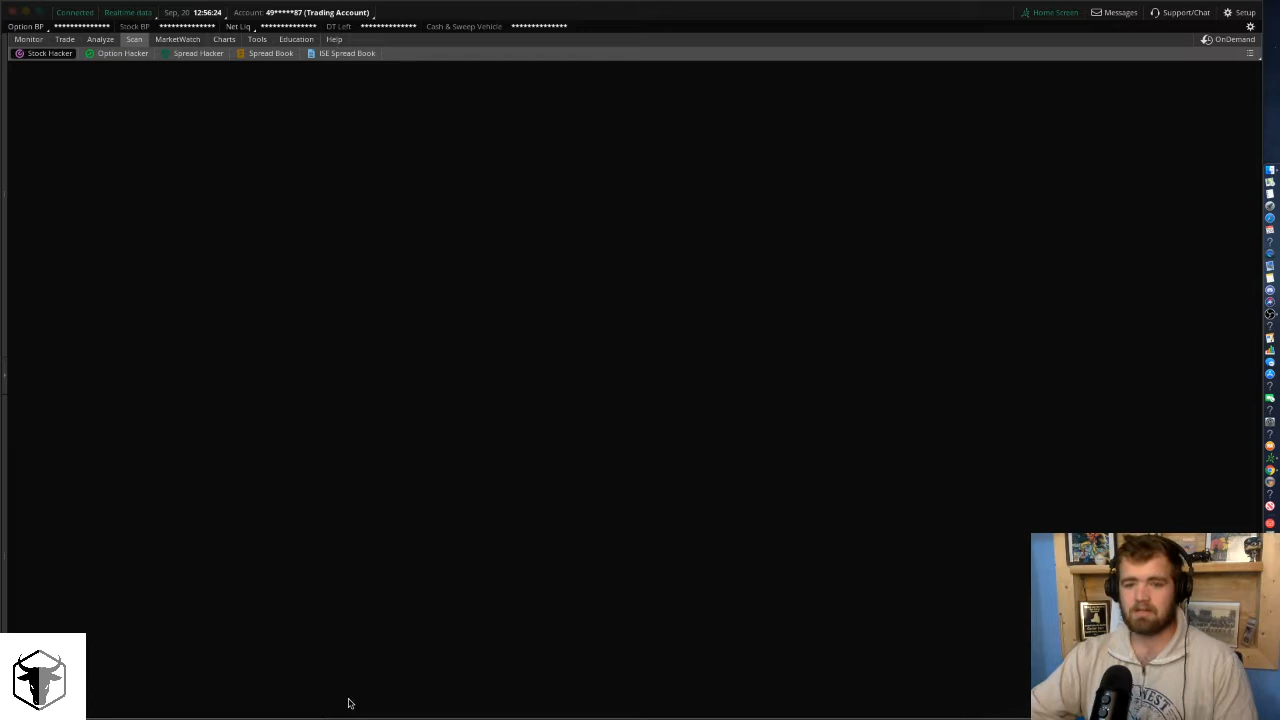 Connected Realtime data Sep, 20 12:56:24 Account: 49*****87 (Trading Account) Home Screen Messages Support/Chat Setup
Option BP ************** Stock BP ************** Net Liq ************** DT Left ************** Cash & Sweep Vehicle **************
Monitor Trade Analyze Scan MarketWatch Charts Tools Education Help OnDemand
Stock Hacker Option Hacker Spread Hacker Spread Book ISE Spread Book